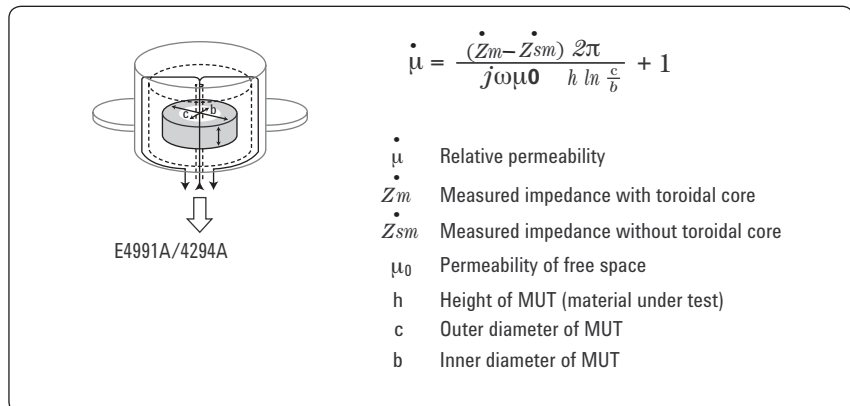 c b
E4991A/4294A
μ̇ = (Żm–Żsm) 2π / jωμ0 h ln c/b + 1
μ̇ Relative permeability
Żm Measured impedance with toroidal core
Żsm Measured impedance without toroidal core
μ0 Permeability of free space
h Height of MUT (material under test)
c Outer diameter of MUT
b Inner diameter of MUT